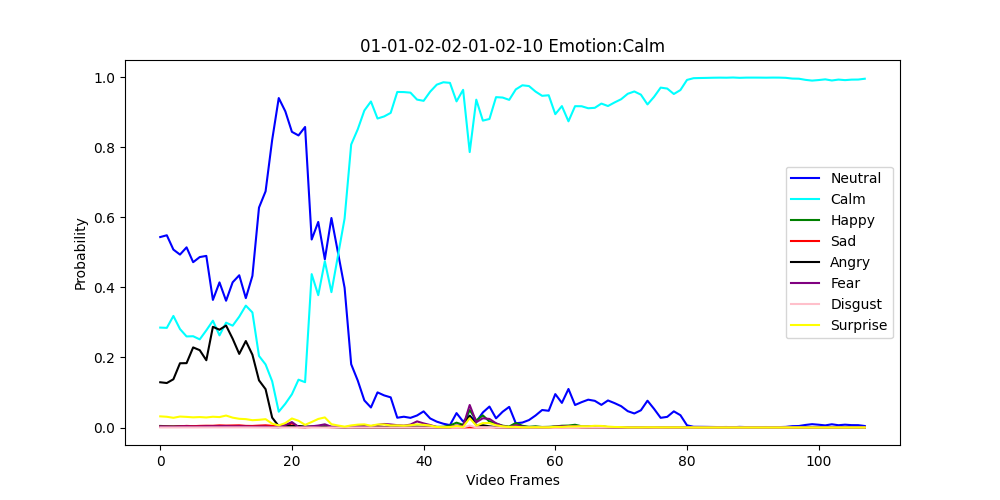 01-01-02-02-01-02-10 Emotion:Calm
Probability
1.0
0.8
0.6
0.4
0.2
0.0
Neutral
Calm
Happy
Sad
Angry
Fear
Disgust
Surprise
0 20 40 60 80 100
Video Frames